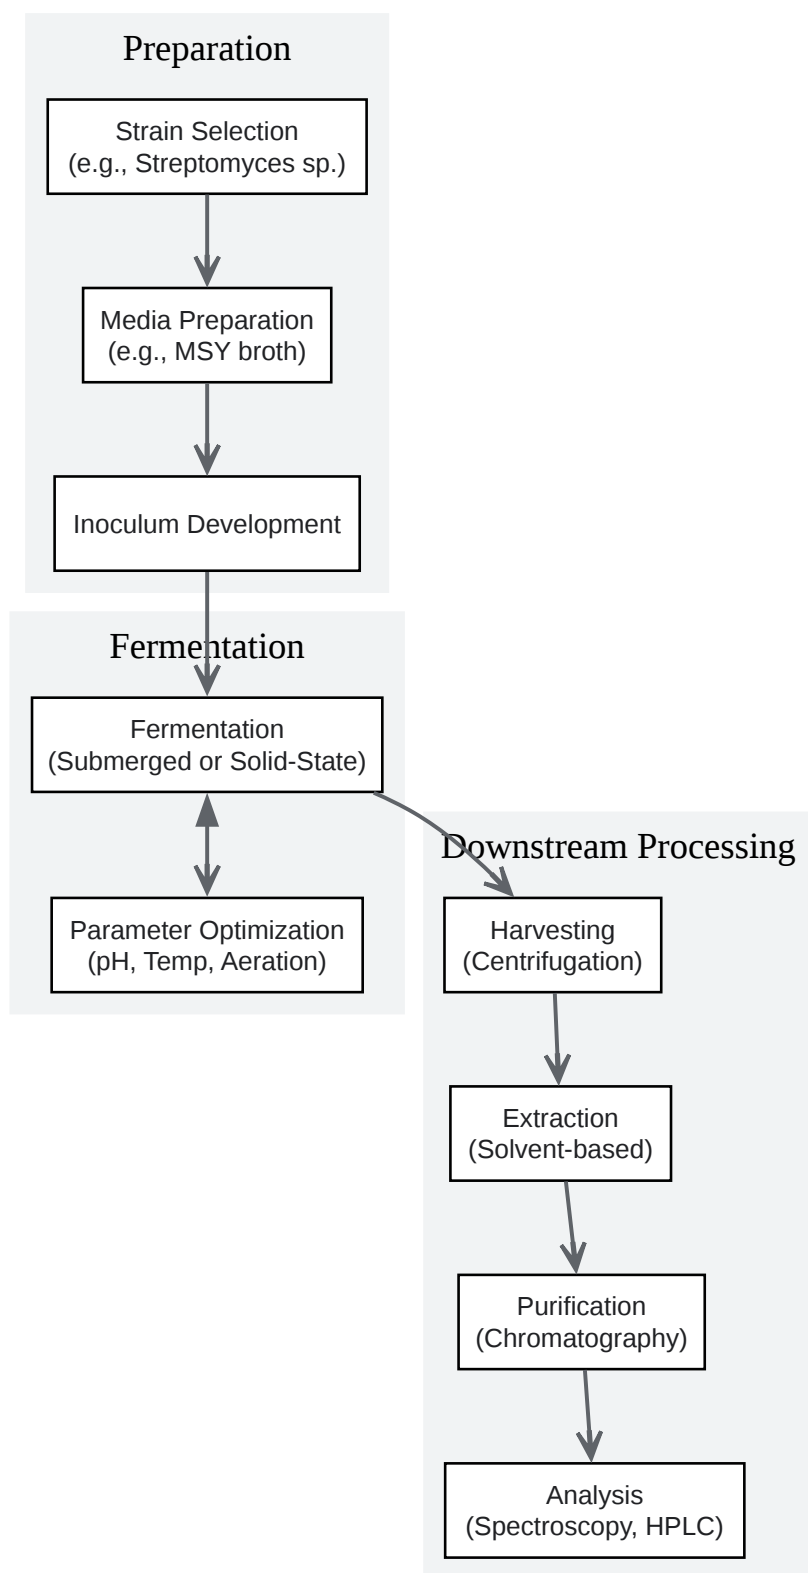 Preparation
Strain Selection
(e.g., Streptomyces sp.)
Media Preparation
(e.g., MSY broth)
Inoculum Development
Fermentation
Fermentation
(Submerged or Solid-State)
Parameter Optimization
(pH, Temp, Aeration)
Downstream Processing
Harvesting
(Centrifugation)
Extraction
(Solvent-based)
Purification
(Chromatography)
Analysis
(Spectroscopy, HPLC)